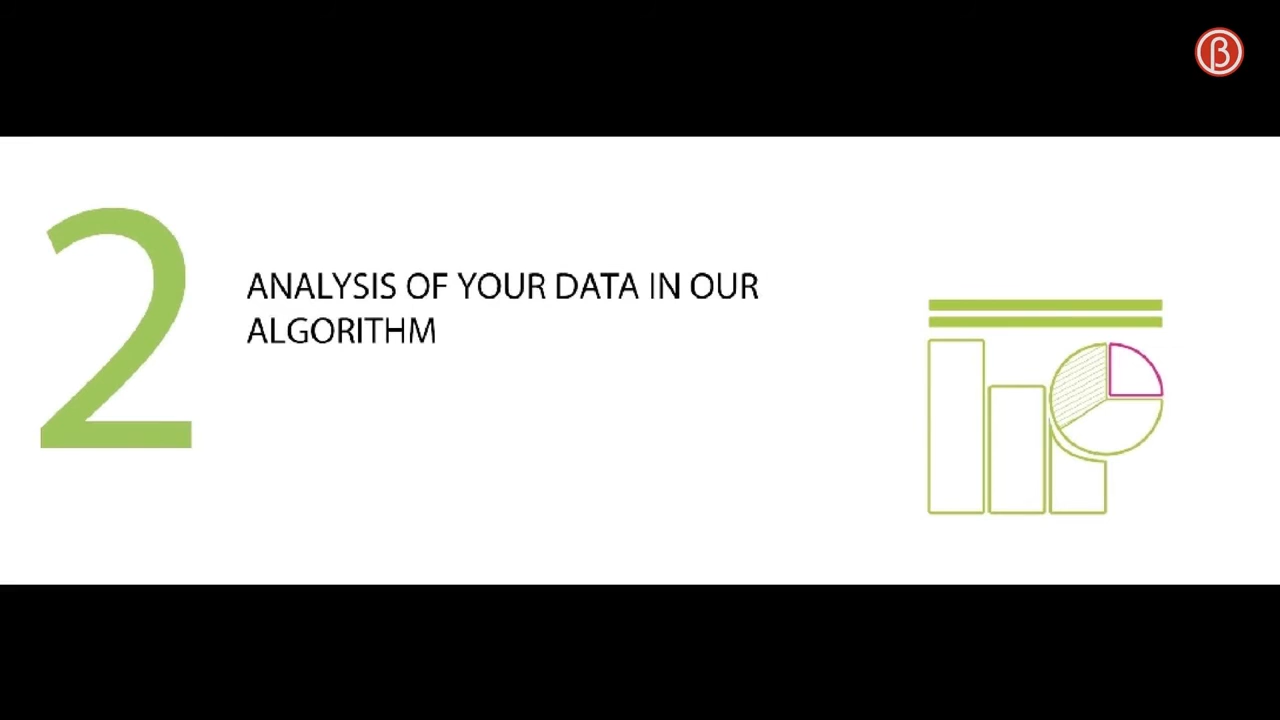 β
2
ANALYSIS OF YOUR DATA IN OUR
ALGORITHM